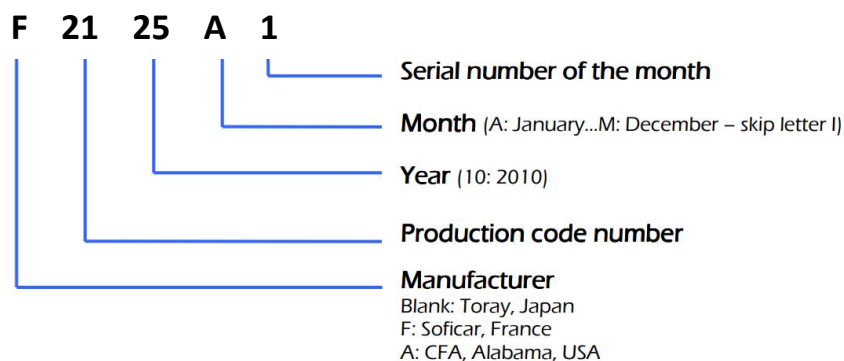 F 21 25 A 1
Serial number of the month
Month (A: January...M: December – skip letter I)
Year (10: 2010)
Production code number
Manufacturer
Blank: Toray, Japan
F: Soficar, France
A: CFA, Alabama, USA